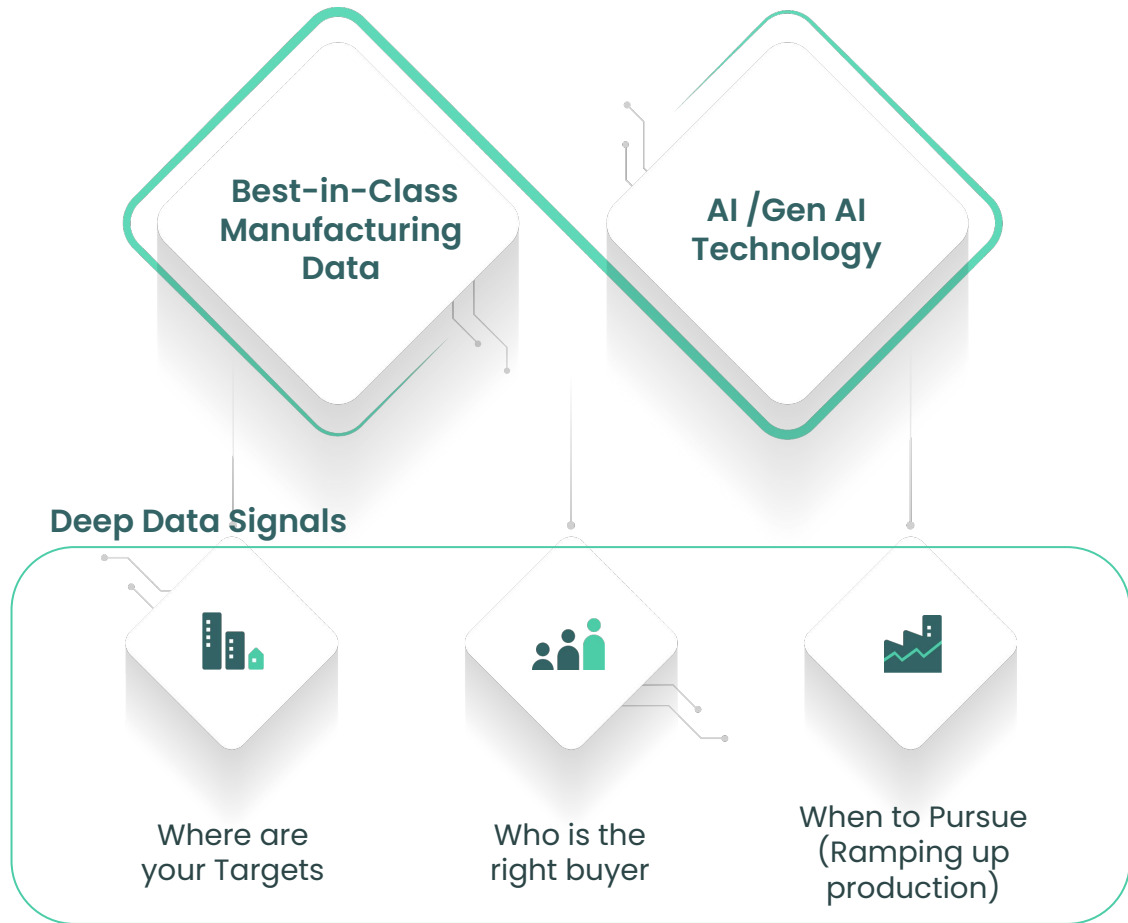 Best-in-Class
Manufacturing
Data
AI /Gen AI
Technology
Deep Data Signals
Where are
your Targets
Who is the
right buyer
When to Pursue
(Ramping up
production)